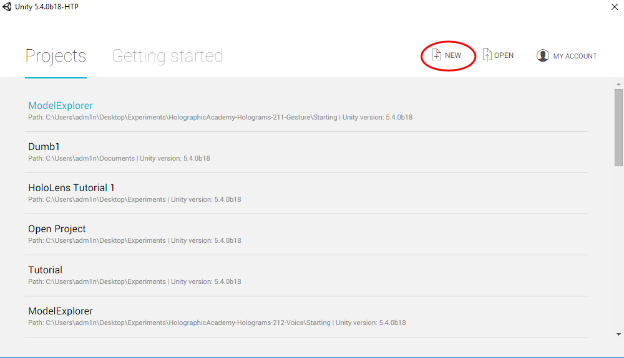 Unity 5.4.0b18-HTP
Projects Getting started NEW OPEN MY ACCOUNT
ModelExplorer
Path: C:\Users\adm1n\Desktop\Experiments\HolographicAcademy-Holograms-211-Gesture\Starting | Unity version: 5.4.0b18
Dumb1
Path: C:\Users\adm1n\Documents | Unity version: 5.4.0b18
HoloLens Tutorial 1
Path: C:\Users\adm1n\Desktop\Experiments | Unity version: 5.4.0b18
Open Project
Path: C:\Users\adm1n\Desktop\Experiments | Unity version: 5.4.0b18
Tutorial
Path: C:\Users\adm1n\Desktop\Experiments | Unity version: 5.4.0b18
ModelExplorer
Path: C:\Users\adm1n\Desktop\Experiments\HolographicAcademy-Holograms-212-Voice\Starting | Unity version: 5.4.0b18